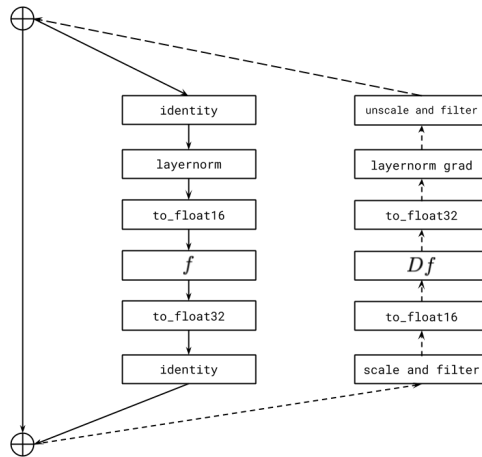 identity
layernorm
to_float16
f
to_float32
identity
unscale and filter
layernorm grad
to_float32
Df
to_float16
scale and filter